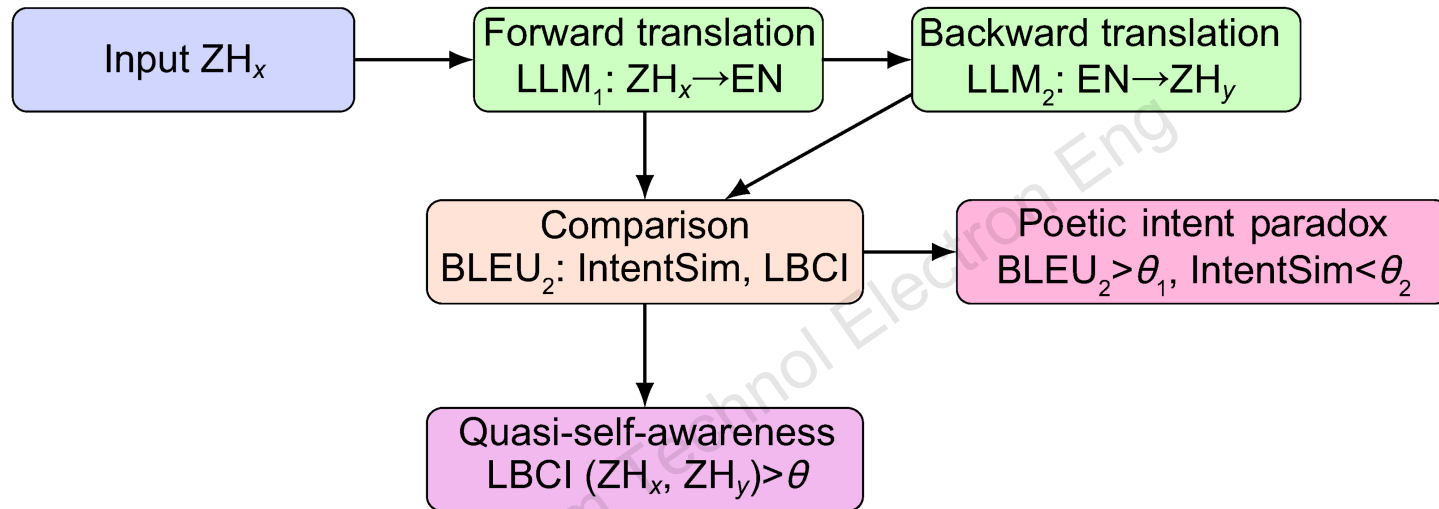 Input ZHₓ
Forward translation
LLM₁: ZHₓ→EN
Backward translation
LLM₂: EN→ZHy
Comparison
BLEU₂: IntentSim, LBCI
Poetic intent paradox
BLEU₂>θ₁, IntentSim<θ₂
Quasi-self-awareness
LBCI (ZHₓ, ZHy)>θ
Technol Electron Eng